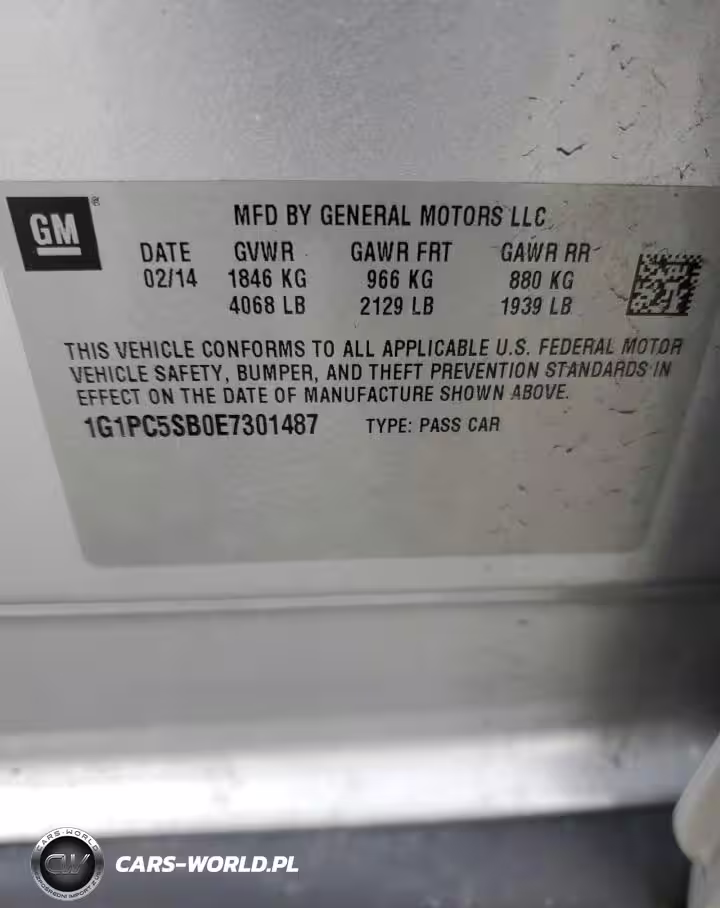 GM®
MFD BY GENERAL MOTORS LLC
DATE GVWR GAWR FRT GAWR RR
02/14 1846 KG 966 KG 880 KG
4068 LB 2129 LB 1939 LB
THIS VEHICLE CONFORMS TO ALL APPLICABLE U.S. FEDERAL MOTOR
VEHICLE SAFETY, BUMPER, AND THEFT PREVENTION STANDARDS IN
EFFECT ON THE DATE OF MANUFACTURE SHOWN ABOVE.
1G1PC5SB0E7301487 TYPE: PASS CAR
CARS-WORLD
CW
CARS-WORLD.PL